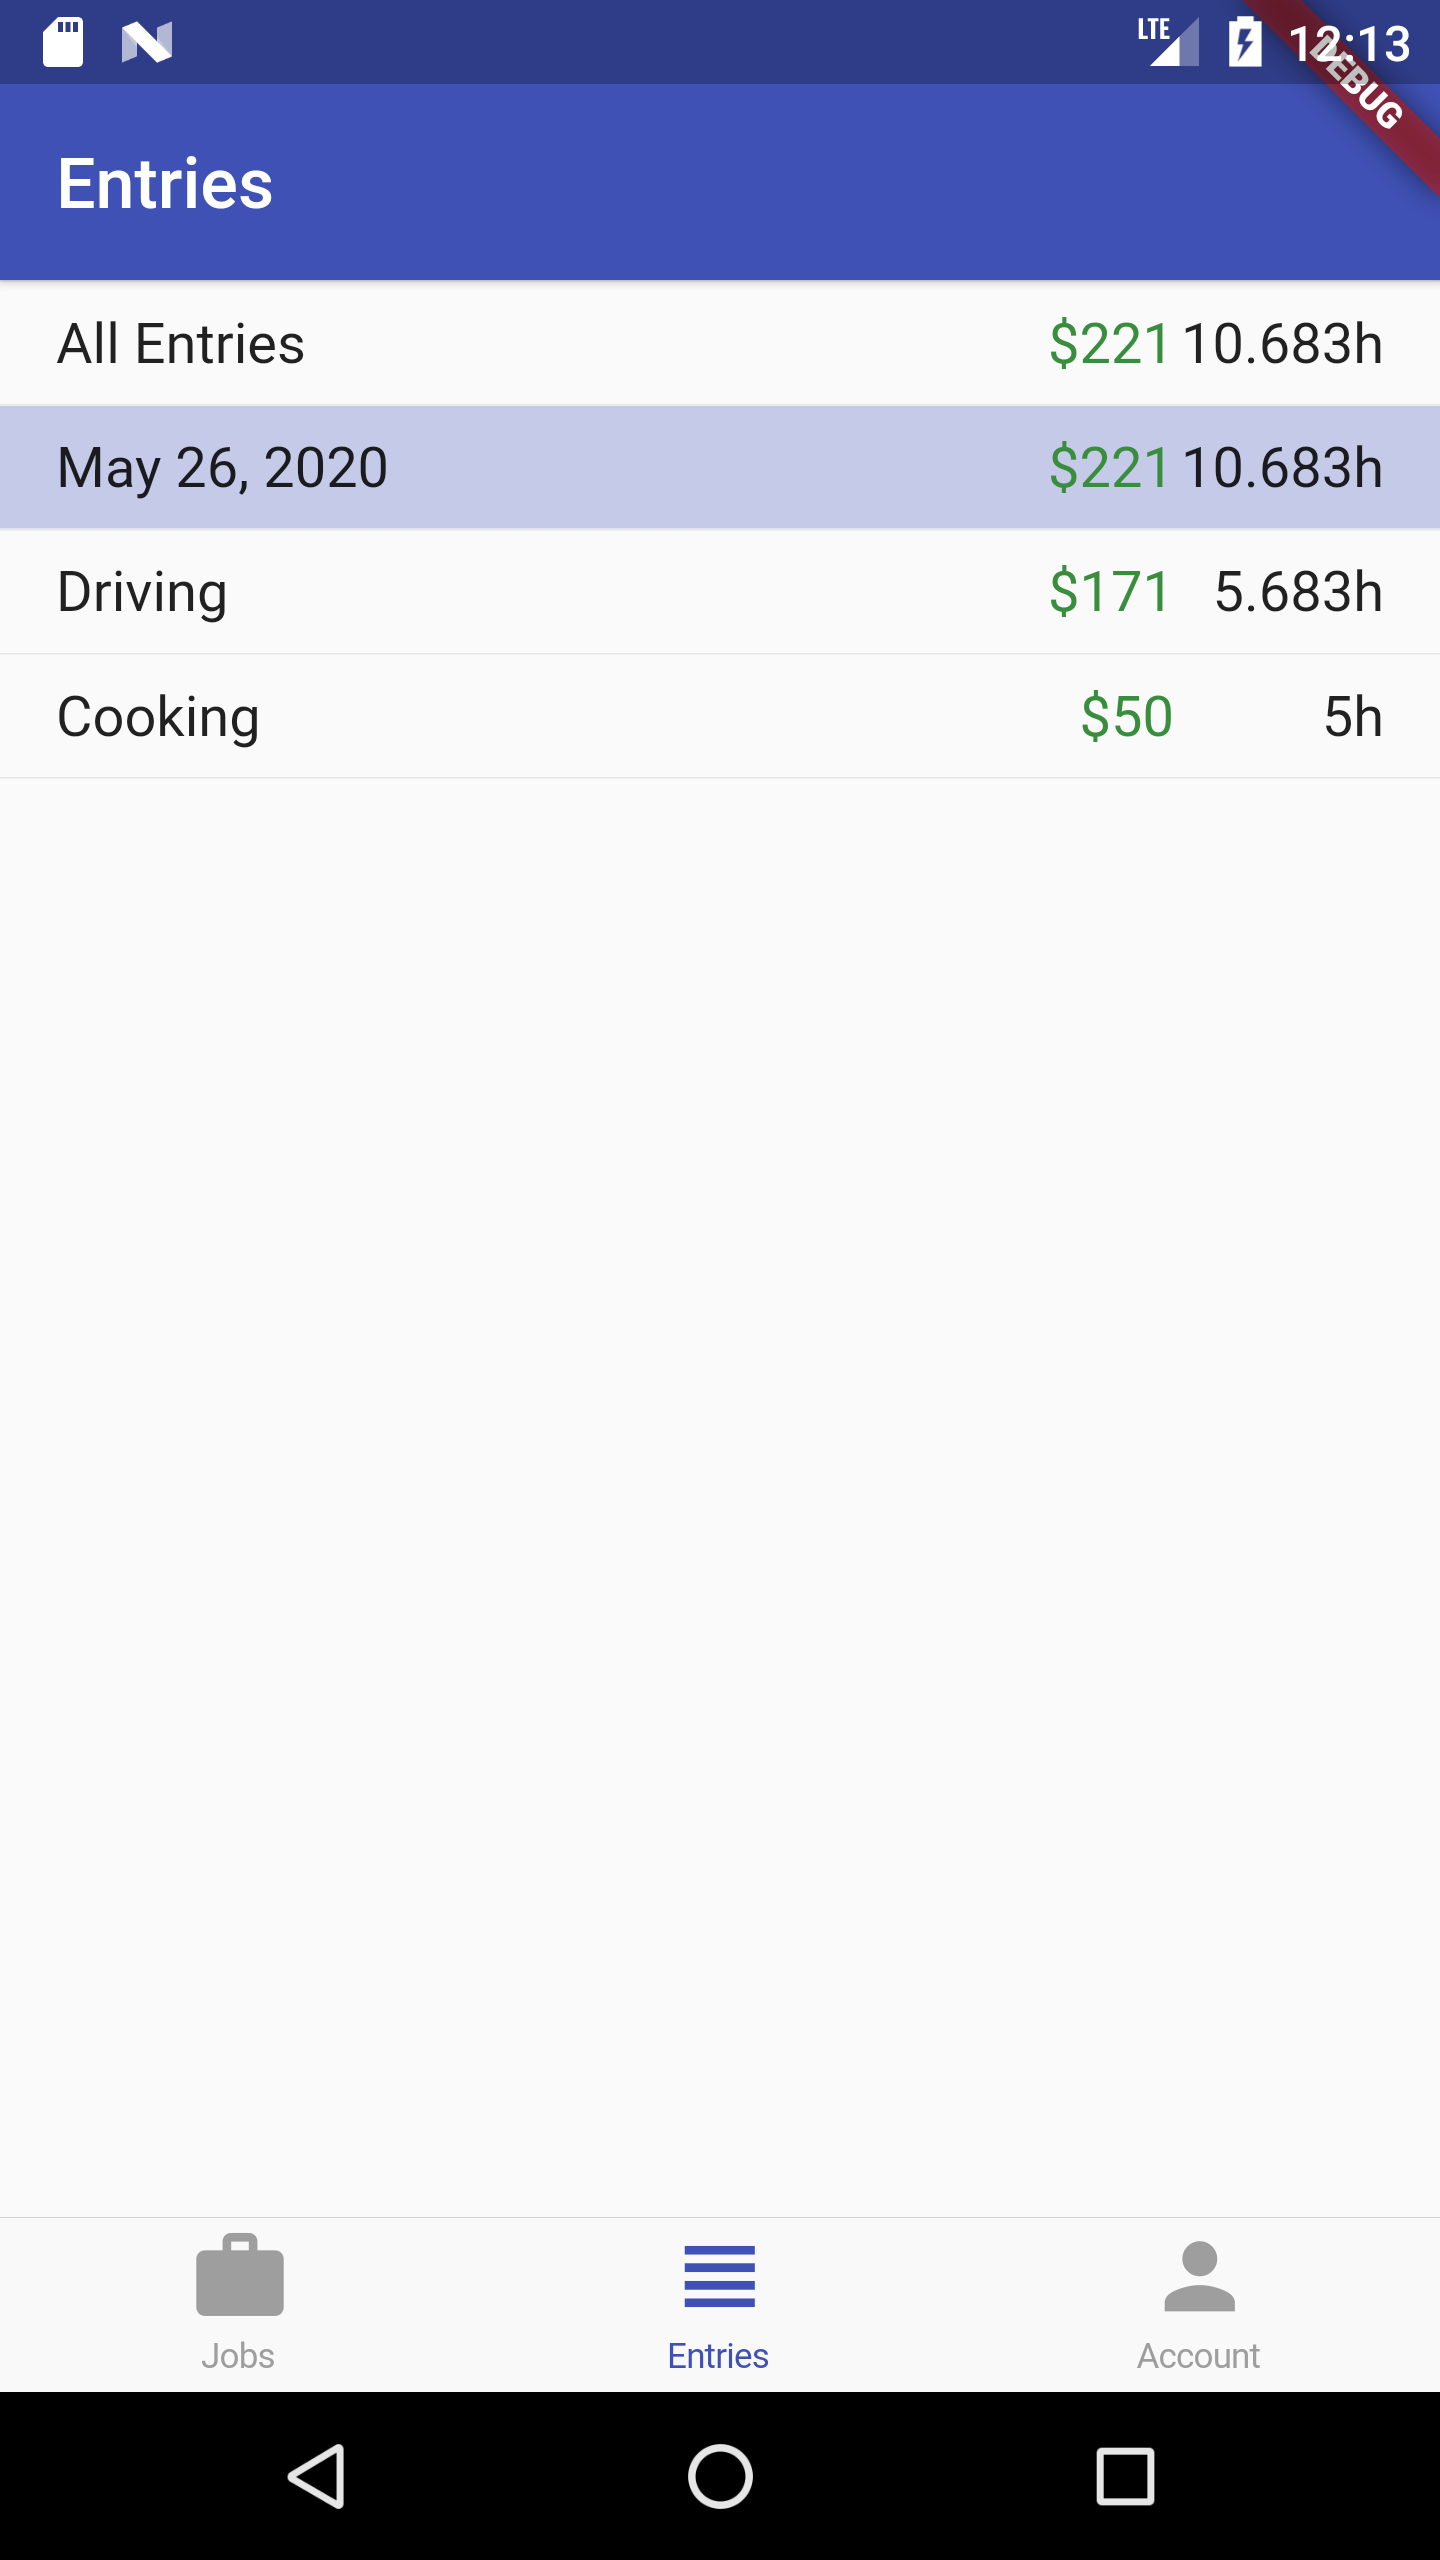 LTE 12:13
DEBUG
Entries
All Entries $221 10.683h
May 26, 2020 $221 10.683h
Driving $171 5.683h
Cooking $50 5h
Jobs Entries Account